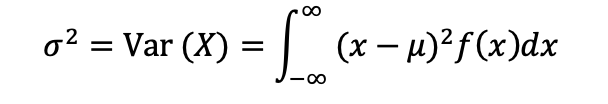 σ² = Var (X) = ∫_{-∞}^{∞} (x − μ)² f(x)dx